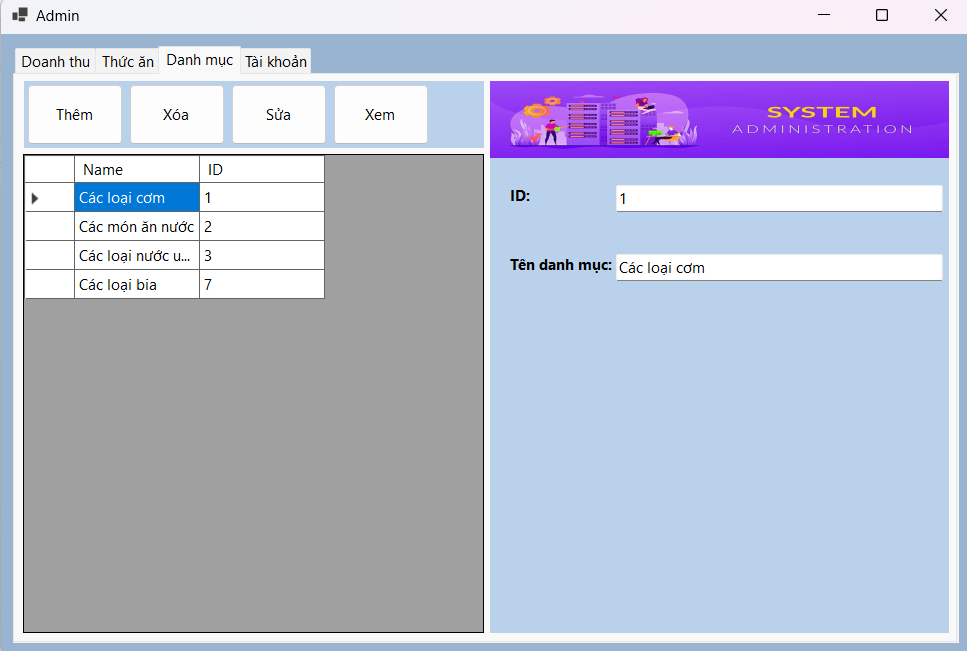 Admin
Doanh thu Thức ăn Danh mục Tài khoản
Thêm Xóa Sửa Xem
SYSTEM
ADMINISTRATION
Name ID
Các loại cơm 1
Các món ăn nước 2
Các loại nước u... 3
Các loại bia 7
ID: 1
Tên danh mục: Các loại cơm